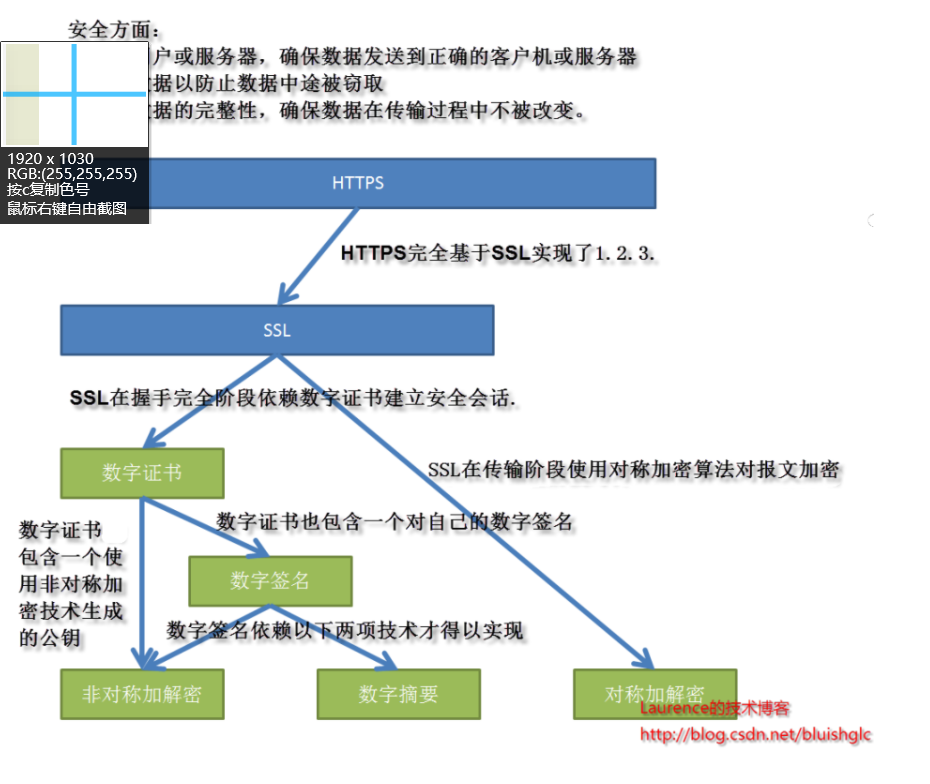 安全方面：
户或服务器，确保数据发送到正确的客户机或服务器
据以防止数据中途被窃取
据的完整性，确保数据在传输过程中不被改变。
1920 x 1030
RGB:(255,255,255)
按c复制色号
鼠标右键自由截图
HTTPS
HTTPS完全基于SSL实现了1.2.3.
SSL
SSL在握手完全阶段依赖数字证书建立安全会话.
数字证书
SSL在传输阶段使用对称加密算法对报文加密
数字证书也包含一个对自己的数字签名
数字证书
包含一个使
用非对称加
密技术生成
的公钥
数字签名
数字签名依赖以下两项技术才得以实现
非对称加解密
数字摘要
对称加解密
Laurence的技术博客
http://blog.csdn.net/bluishglc